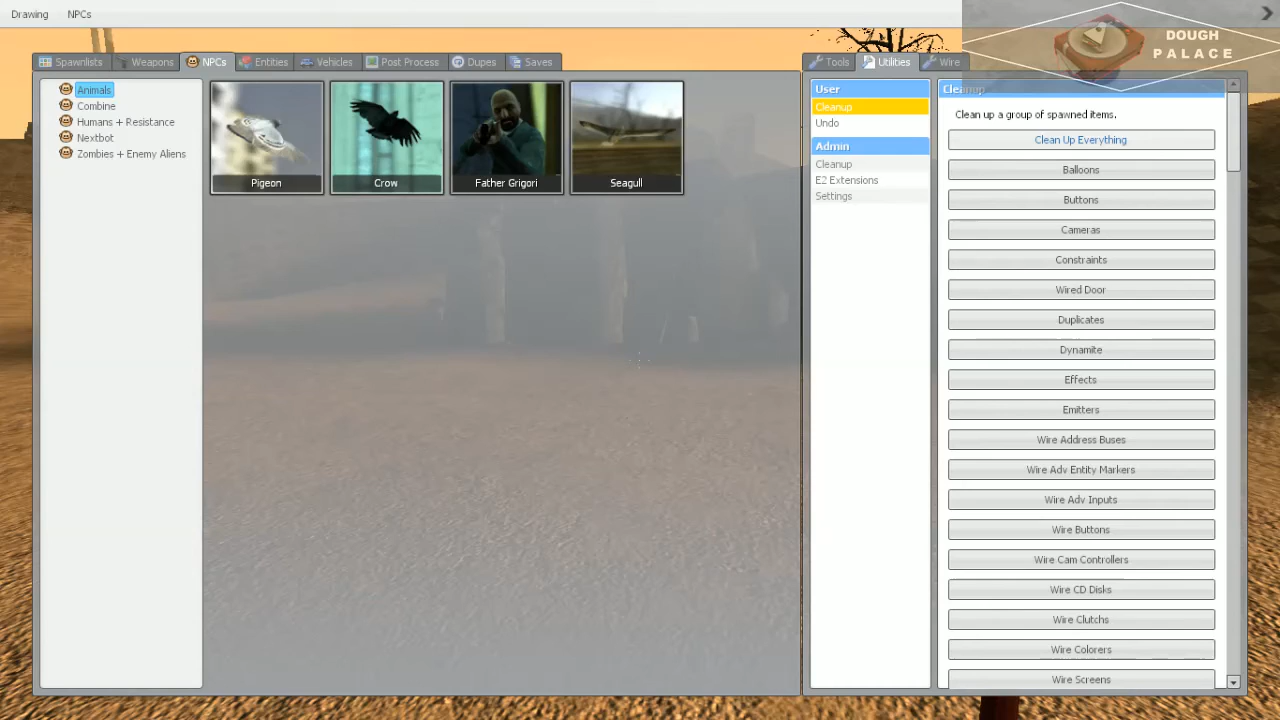 Drawing NPCs
DOUGH
PALACE
Spawnlists Weapons NPCs Entities Vehicles Post Process Dupes Saves
Tools Utilities Wire
Animals
Combine
Humans + Resistance
Nextbot
Zombies + Enemy Aliens
Pigeon
Crow
Father Grigori
Seagull
User
Cleanup
Undo
Admin
Cleanup
E2 Extensions
Settings
Cleanup
Clean up a group of spawned items.
Clean Up Everything
Balloons
Buttons
Cameras
Constraints
Wired Door
Duplicates
Dynamite
Effects
Emitters
Wire Address Buses
Wire Adv Entity Markers
Wire Adv Inputs
Wire Buttons
Wire Cam Controllers
Wire CD Disks
Wire Clutchs
Wire Colorers
Wire Screens